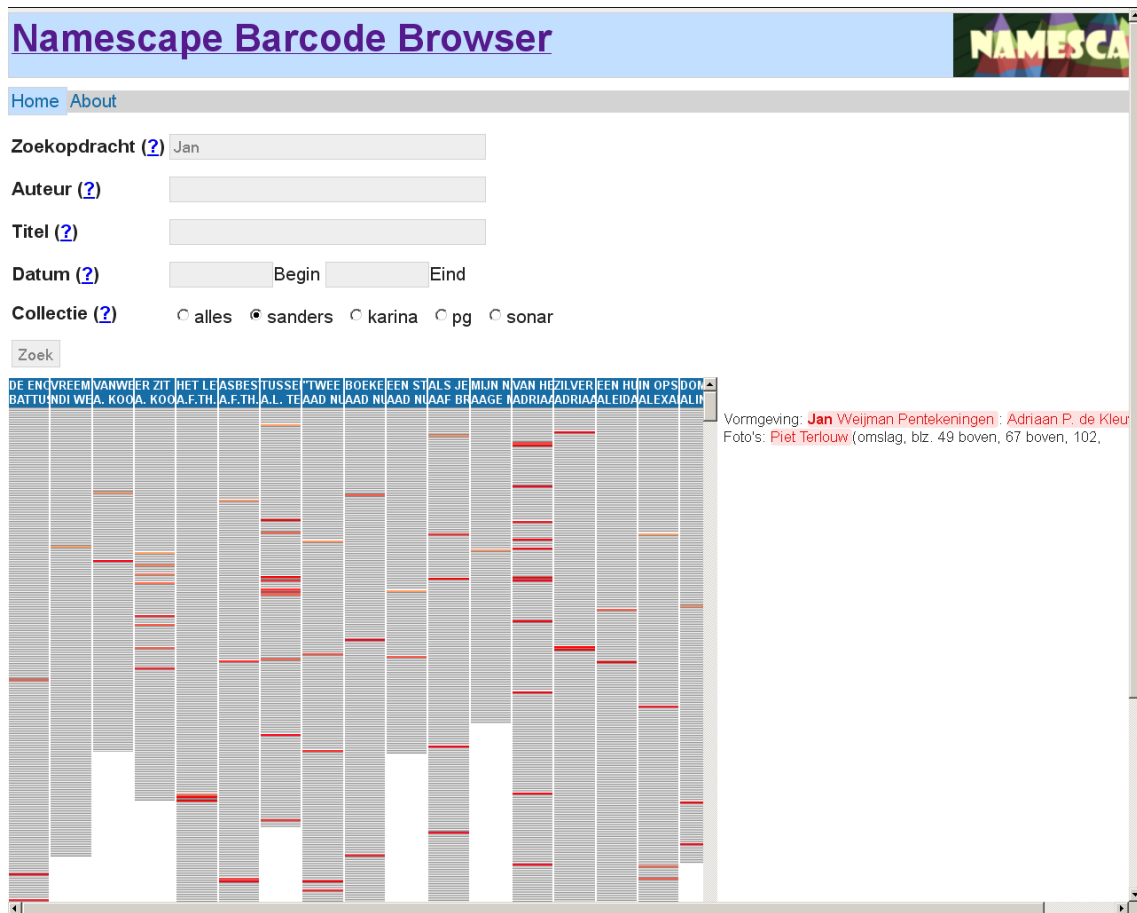 Namescape Barcode Browser
NAMESCA
Home About
Zoekopdracht (?) Jan
Auteur (?)
Titel (?)
Datum (?) Begin Eind
Collectie (?) alles sanders karina pg sonar
Zoek
DE ENC VREEM VANWE ER ZIT HET LE ASBES TUSSE "TWEE BOEKE EEN ST ALS JE MIJN N VAN HE ZILVER EEN HU IN OPS DOM
BATTUS NDI WE A. KOO A. KOO A.F.TH. A.F.TH. A.L. TE AAD NU AAD NU AAD NU AAF BR AAGE M ADRIAA ADRIAA ALEIDA ALEXA ALIN
Vormgeving: Jan Weijman Pentekeningen : Adriaan P. de Kleur
Foto's: Piet Terlouw (omslag, blz. 49 boven, 67 boven, 102,